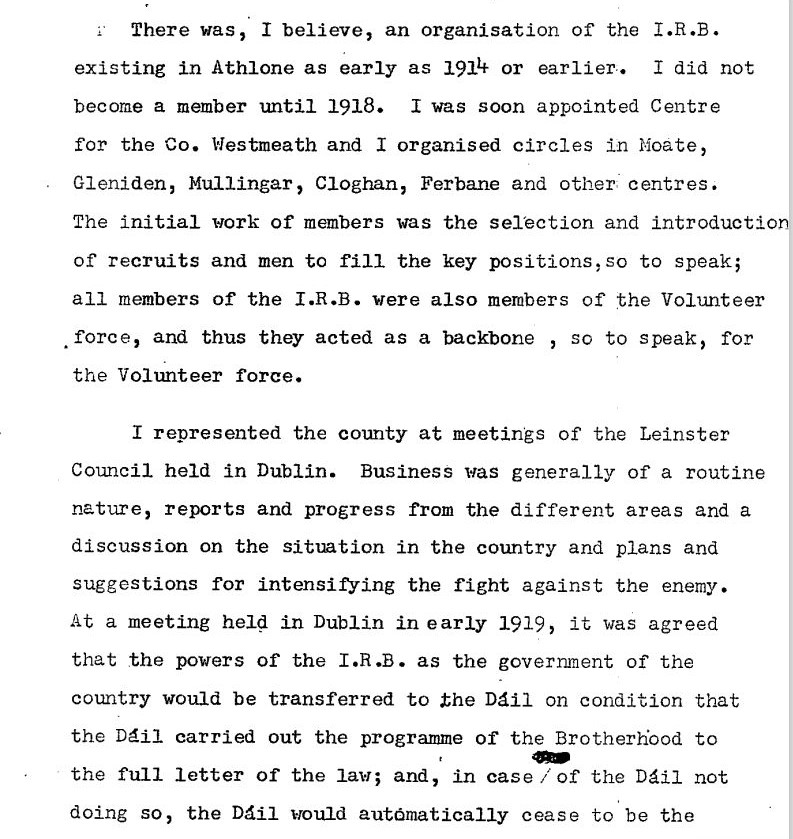 There was, I believe, an organisation of the I.R.B.
existing in Athlone as early as 1914 or earlier. I did not
become a member until 1918. I was soon appointed Centre
for the Co. Westmeath and I organised circles in Moate,
Gleniden, Mullingar, Cloghan, Ferbane and other centres.
The initial work of members was the selection and introduction
of recruits and men to fill the key positions, so to speak;
all members of the I.R.B. were also members of the Volunteer
force, and thus they acted as a backbone , so to speak, for
the Volunteer force.
I represented the county at meetings of the Leinster
Council held in Dublin. Business was generally of a routine
nature, reports and progress from the different areas and a
discussion on the situation in the country and plans and
suggestions for intensifying the fight against the enemy.
At a meeting held in Dublin in early 1919, it was agreed
that the powers of the I.R.B. as the government of the
country would be transferred to the Dáil on condition that
the Dáil carried out the programme of the Brotherhood to
the full letter of the law; and, in case / of the Dáil not
doing so, the Dáil would automatically cease to be the